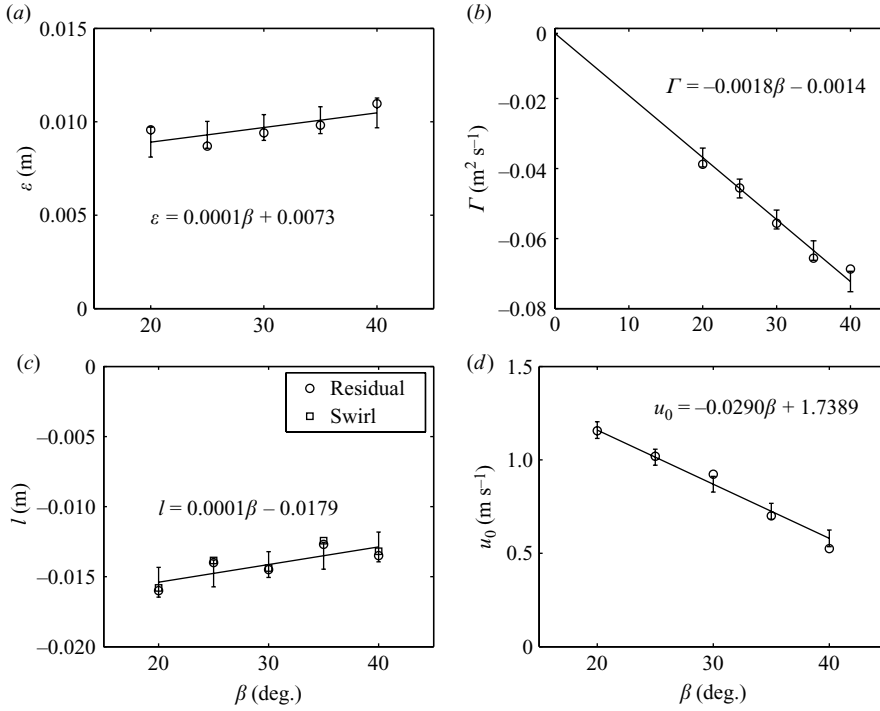 (a)
0.015
0.010
0.005
0
ε (m)
ε = 0.0001β + 0.0073
20
30
40
(b)
0
−0.02
−0.04
−0.06
−0.08
Γ (m² s⁻¹)
Γ = −0.0018β − 0.0014
0
10
20
30
40
(c)
0
−0.005
−0.010
−0.015
−0.020
l (m)
Residual
Swirl
l = 0.0001β − 0.0179
20
30
40
β (deg.)
(d)
1.5
1.0
0.5
0
u₀ (m s⁻¹)
u₀ = −0.0290β + 1.7389
20
30
40
β (deg.)